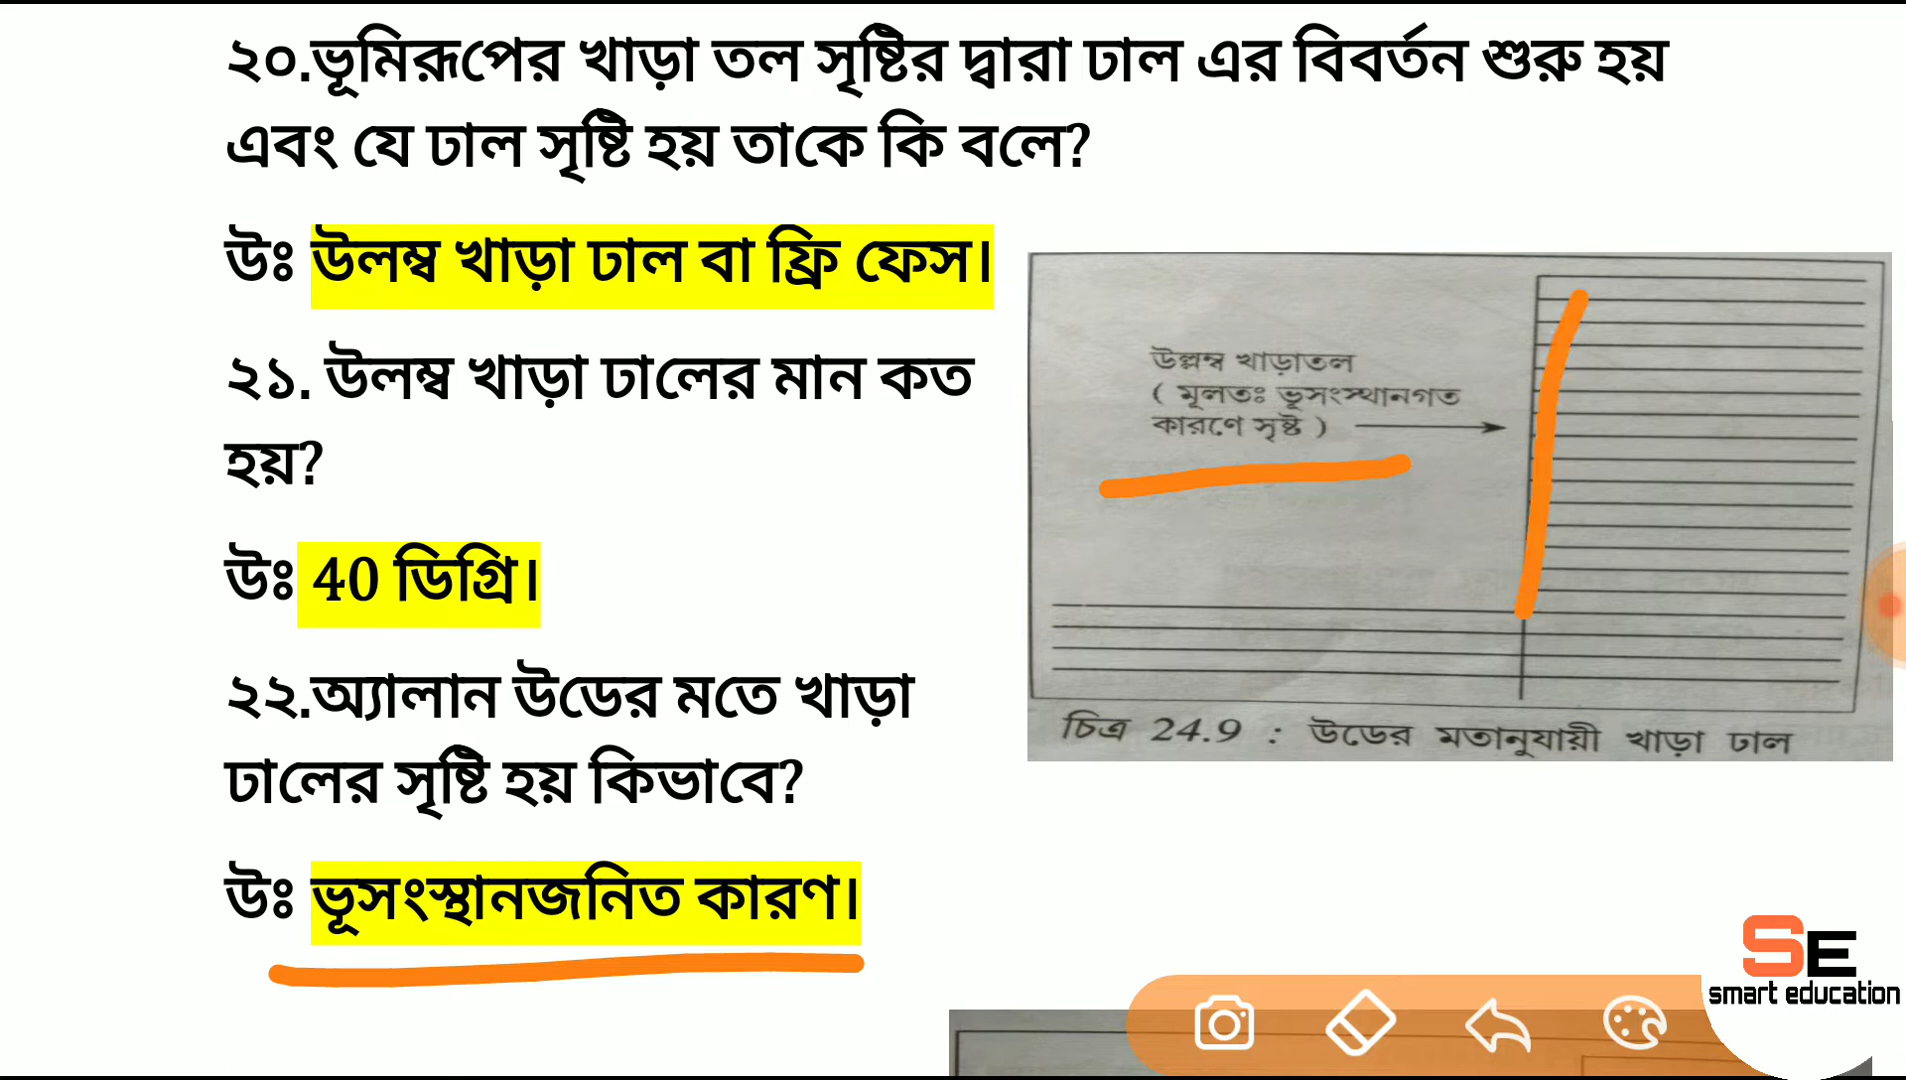 ২০.ভূমিরূপের খাড়া তল সৃষ্টির দ্বারা ঢাল এর বিবর্তন শুরু হয়
এবং যে ঢাল সৃষ্টি হয় তাকে কি বলে?
উঃ উলম্ব খাড়া ঢাল বা ফ্রি ফেস।
২১. উলম্ব খাড়া ঢালের মান কত
হয়?
উঃ 40 ডিগ্রি।
২২.অ্যালান উডের মতে খাড়া
ঢালের সৃষ্টি হয় কিভাবে?
উঃ ভূসংস্থানজনিত কারণ।
উল্লম্ব খাড়াতল
( মূলতঃ ভূসংস্থানগত
কারণে সৃষ্ট )
চিত্র 24.9 : উডের মতানুযায়ী খাড়া ঢাল
SE
smart education